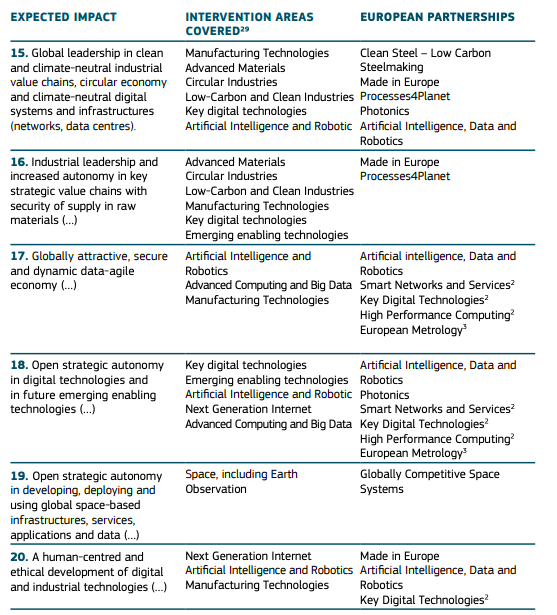 EXPECTED IMPACT
INTERVENTION AREAS
COVERED²⁹
EUROPEAN PARTNERSHIPS
15. Global leadership in clean
and climate-neutral industrial
value chains, circular economy
and climate-neutral digital
systems and infrastructures
(networks, data centres).
Manufacturing Technologies
Advanced Materials
Circular Industries
Low-Carbon and Clean Industries
Key digital technologies
Artificial Intelligence and Robotic
Clean Steel – Low Carbon
Steelmaking
Made in Europe
Processes4Planet
Photonics
Artificial Intelligence, Data and
Robotics
16. Industrial leadership and
increased autonomy in key
strategic value chains with
security of supply in raw
materials (...)
Advanced Materials
Circular Industries
Low-Carbon and Clean Industries
Manufacturing Technologies
Key digital technologies
Emerging enabling technologies
Made in Europe
Processes4Planet
17. Globally attractive, secure
and dynamic data-agile
economy (...)
Artificial Intelligence and
Robotics
Advanced Computing and Big Data
Manufacturing Technologies
Artificial intelligence, Data and
Robotics
Smart Networks and Services²
Key Digital Technologies²
High Performance Computing²
European Metrology³
18. Open strategic autonomy
in digital technologies and
in future emerging enabling
technologies (...)
Key digital technologies
Emerging enabling technologies
Artificial Intelligence and Robotic
Next Generation Internet
Advanced Computing and Big Data
Artificial Intelligence, Data and
Robotics
Photonics
Smart Networks and Services²
Key Digital Technologies²
High Performance Computing²
European Metrology³
19. Open strategic autonomy
in developing, deploying and
using global space-based
infrastructures, services,
applications and data (...)
Space, including Earth
Observation
Globally Competitive Space
Systems
20. A human-centred and
ethical development of digital
and industrial technologies (...)
Next Generation Internet
Artificial Intelligence and Robotics
Manufacturing Technologies
Made in Europe
Artificial Intelligence, Data and
Robotics
Key Digital Technologies²